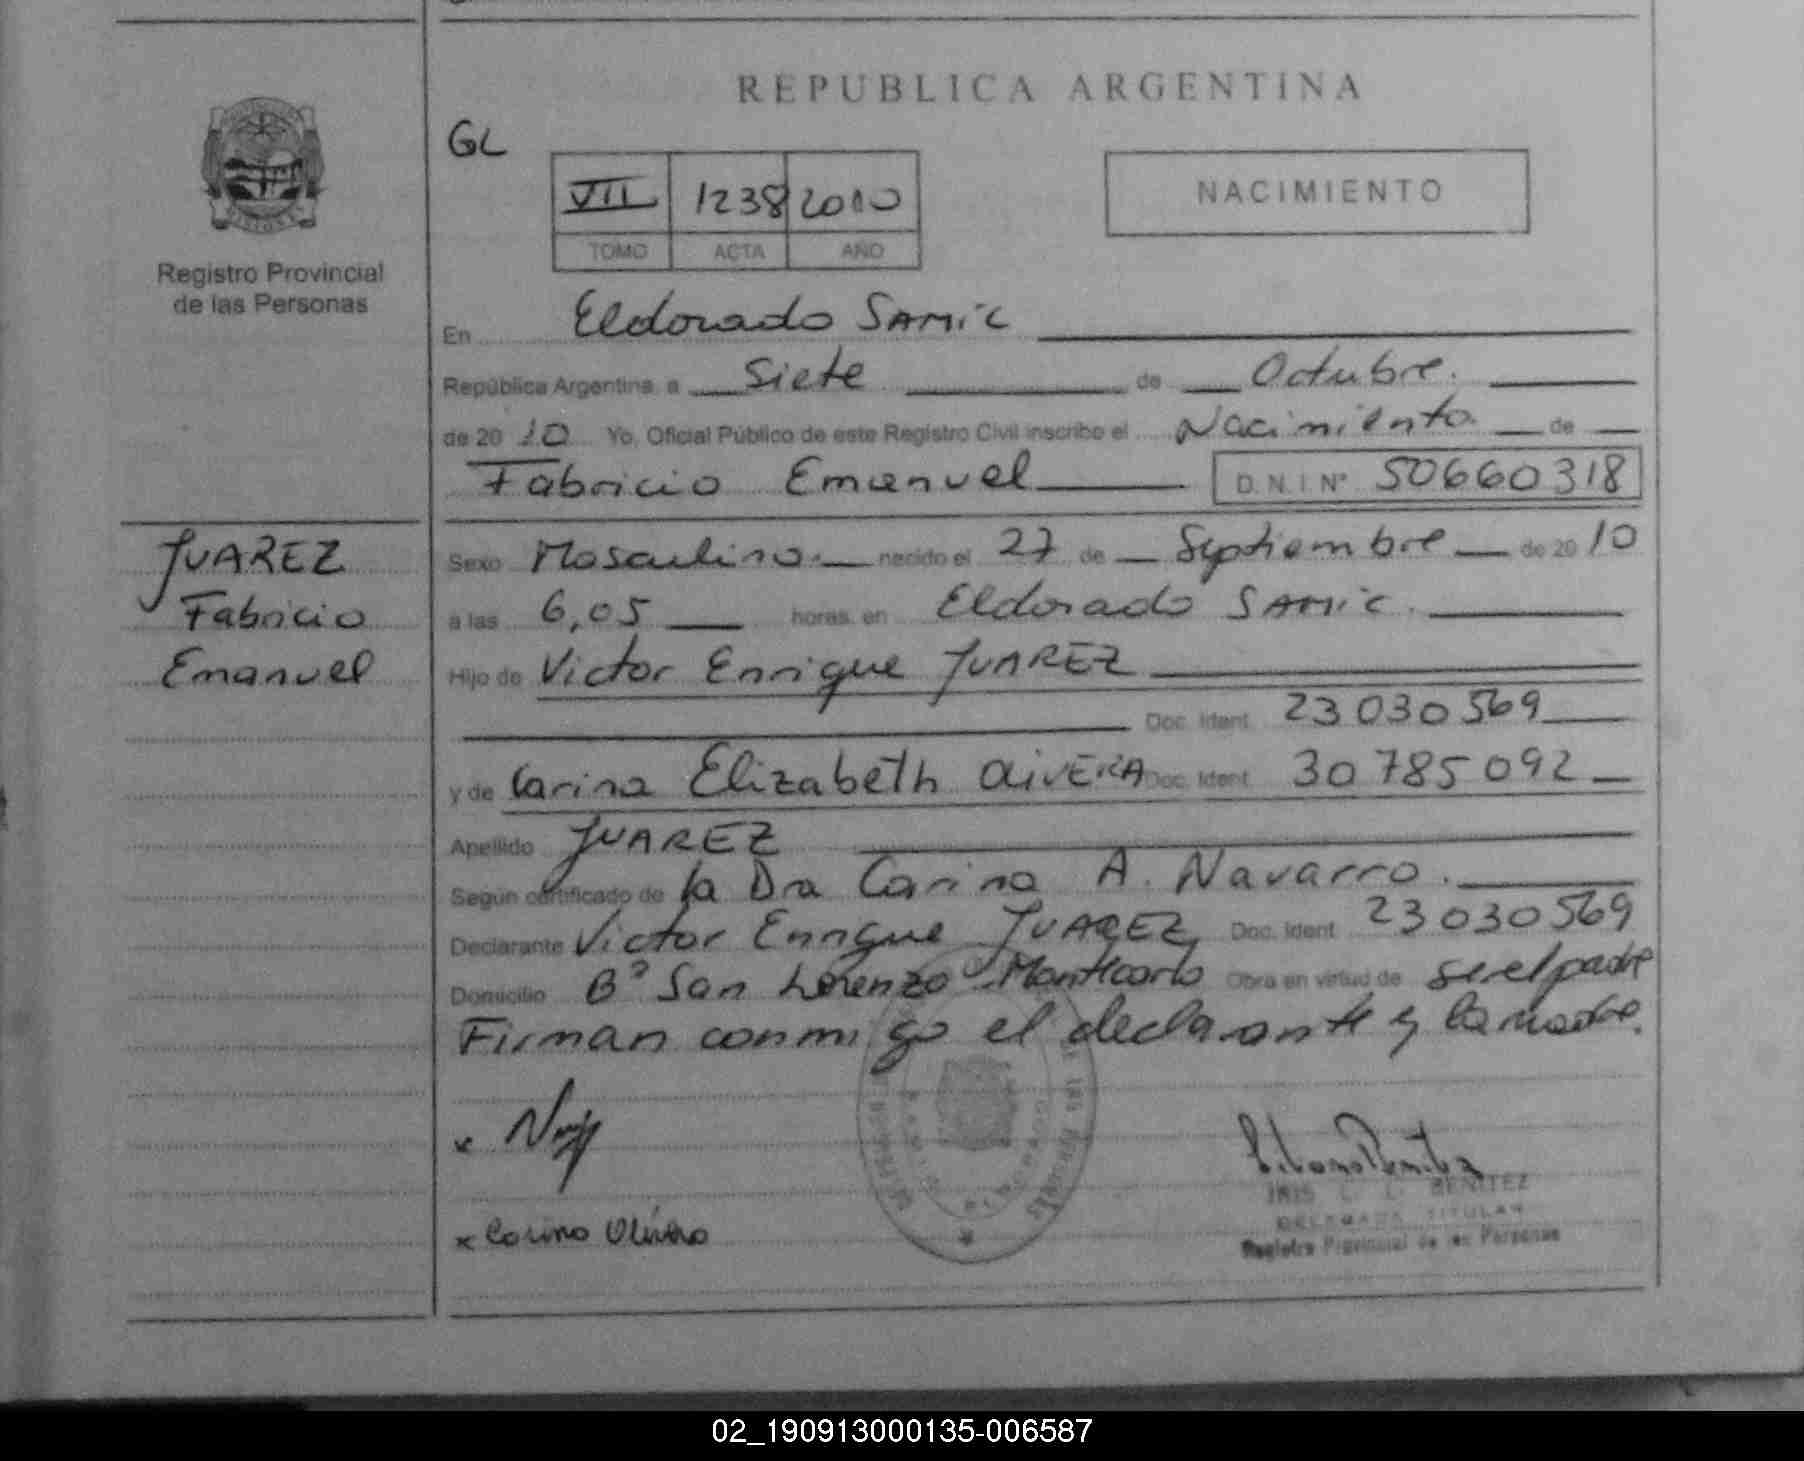 REPUBLICA ARGENTINA
GL
VII 1238 2010
TOMO ACTA AÑO
NACIMIENTO
Registro Provincial
de las Personas
En Eldorado SAMiC
República Argentina, a Siete de Octubre.
de 20 10 Yo, Oficial Público de este Registro Civil inscribo el Nacimiento de
Fabricio Emanuel D.N.I. N° 50660318
JUAREZ
Fabricio
Emanuel
Sexo Masculino. nacido el 27 de Septiembre de 20 10
a las 6,05 horas, en Eldorado SAMiC.
Hijo de Victor Enrique JUAREZ
Doc. Ident. 23030569
y de Carina Elizabeth OliVERA Doc. Ident. 30785092
Apellido JUAREZ
Según certificado de la Dra Carina A. Navarro.
Declarante Victor Enrique JUAREZ Doc. Ident. 23030569
Domicilio B° San Lorenzo Montecarlo Obra en virtud de ser el padre
Firman conmigo el declarante y la madre.
x
x Carina Olivera
IRIS L. L. BENITEZ
DELEGADA TITULAR
Registro Provincial de las Personas
02_190913000135-006587